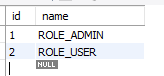 id name
1 ROLE_ADMIN
2 ROLE_USER
NULL